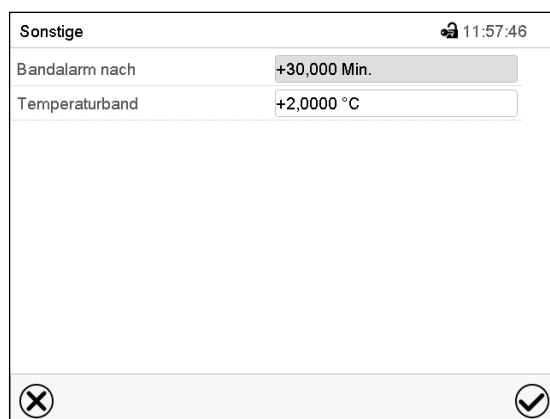 Sonstige 11:57:46
Bandalarm nach +30,000 Min.
Temperaturband +2,0000 °C